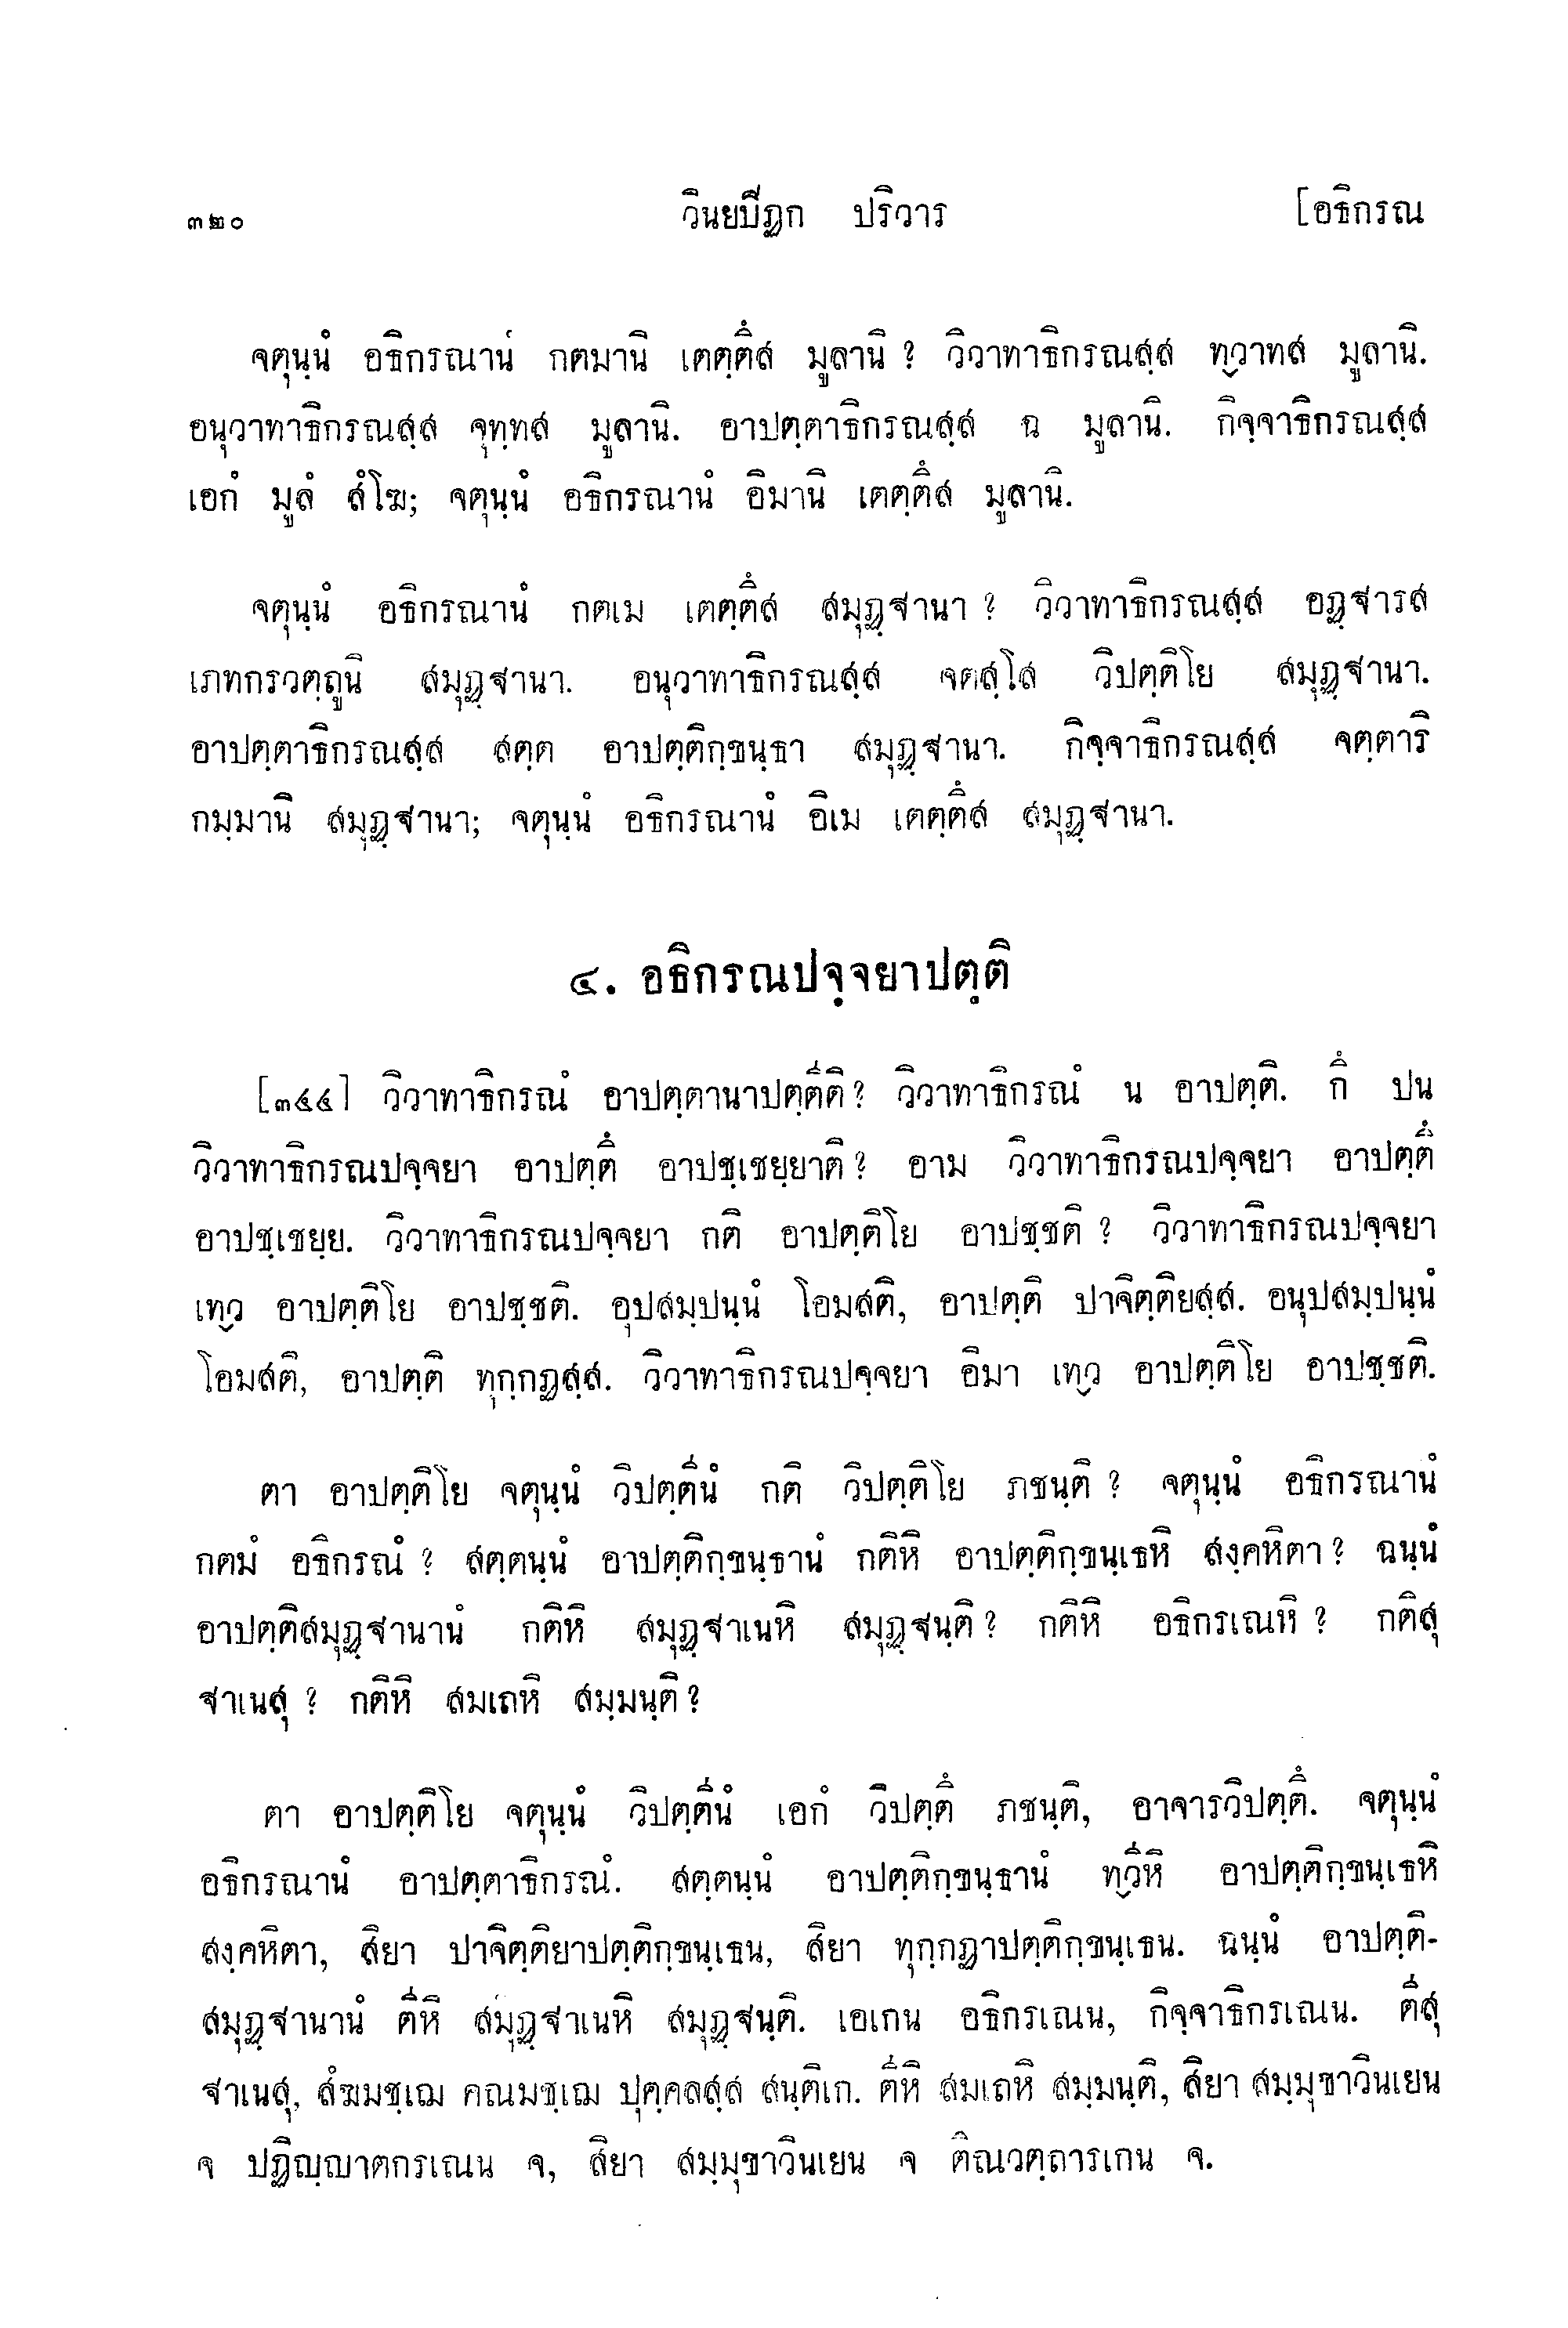 ๓๒๐ วินยปิฏก ปริวาร [อธิกรณ
จตุนฺนํ อธิกรณานํ กตมานิ เตตฺตึส มูลานิ ? วิวาทาธิกรณสฺส ทฺวาทส มูลานิ.
อนุวาทาธิกรณสฺส จุทฺทส มูลานิ. อาปตฺตาธิกรณสฺส ฉ มูลานิ. กิจฺจาธิกรณสฺส
เอกํ มูลํ สํโฆ; จตุนฺนํ อธิกรณานํ อิมานิ เตตฺตึส มูลานิ.
จตุนฺนํ อธิกรณานํ กตเม เตตฺตึส สมุฏฺฐานา ? วิวาทาธิกรณสฺส อฏฺฐารส
เภทกรวตฺถูนิ สมุฏฺฐานา. อนุวาทาธิกรณสฺส จตสฺโส วิปตฺติโย สมุฏฺฐานา.
อาปตฺตาธิกรณสฺส สตฺต อาปตฺติกฺขนฺธา สมุฏฺฐานา. กิจฺจาธิกรณสฺส จตฺตาริ
กมฺมานิ สมุฏฺฐานา; จตุนฺนํ อธิกรณานํ อิเม เตตฺตึส สมุฏฺฐานา.
๔. อธิกรณปจฺจยาปตฺติ
[๓๔๔] วิวาทาธิกรณํ อาปตฺตานาปตฺตีติ ? วิวาทาธิกรณํ น อาปตฺติ. กึ ปน
วิวาทาธิกรณปจฺจยา อาปตฺตึ อาปชฺเชยฺยาติ ? อาม วิวาทาธิกรณปจฺจยา อาปตฺตึ
อาปชฺเชยฺย. วิวาทาธิกรณปจฺจยา กติ อาปตฺติโย อาปชฺชติ ? วิวาทาธิกรณปจฺจยา
เทฺว อาปตฺติโย อาปชฺชติ. อุปสมฺปนฺนํ โอมสติ, อาปตฺติ ปาจิตฺติยสฺส. อนุปสมฺปนฺนํ
โอมสติ, อาปตฺติ ทุกฺกฏสฺส. วิวาทาธิกรณปจฺจยา อิมา เทฺว อาปตฺติโย อาปชฺชติ.
ตา อาปตฺติโย จตุนฺนํ วิปตฺตีนํ กติ วิปตฺติโย ภชนฺติ ? จตุนฺนํ อธิกรณานํ
กตมํ อธิกรณํ ? สตฺตนฺนํ อาปตฺติกฺขนฺธานํ กติหิ อาปตฺติกฺขนฺเธหิ สงฺคหิตา ? ฉนฺนํ
อาปตฺติสมุฏฺฐานานํ กติหิ สมุฏฺฐาเนหิ สมุฏฺฐนฺติ ? กติหิ อธิกรเณหิ ? กติสุ
ฐาเนสุ ? กติหิ สมเถหิ สมฺมนฺติ ?
ตา อาปตฺติโย จตุนฺนํ วิปตฺตีนํ เอกํ วิปตฺตึ ภชนฺติ, อาจารวิปตฺตึ. จตุนฺนํ
อธิกรณานํ อาปตฺตาธิกรณํ. สตฺตนฺนํ อาปตฺติกฺขนฺธานํ ทฺวีหิ อาปตฺติกฺขนฺเธหิ
สงฺคหิตา, สิยา ปาจิตฺติยาปตฺติกฺขนฺเธน, สิยา ทุกฺกฏาปตฺติกฺขนฺเธน. ฉนฺนํ อาปตฺติ-
สมุฏฺฐานานํ ตีหิ สมุฏฺฐาเนหิ สมุฏฺฐนฺติ. เอเกน อธิกรเณน, กิจฺจาธิกรเณน. ตีสุ
ฐาเนสุ, สํฆมชฺเฌ คณมชฺเฌ ปุคฺคลสฺส สนฺติเก. ตีหิ สมเถหิ สมฺมนฺติ, สิยา สมฺมุขาวินเยน
จ ปฏิญฺญาตกรเณน จ, สิยา สมฺมุขาวินเยน จ ติณวตฺถารเกน จ.